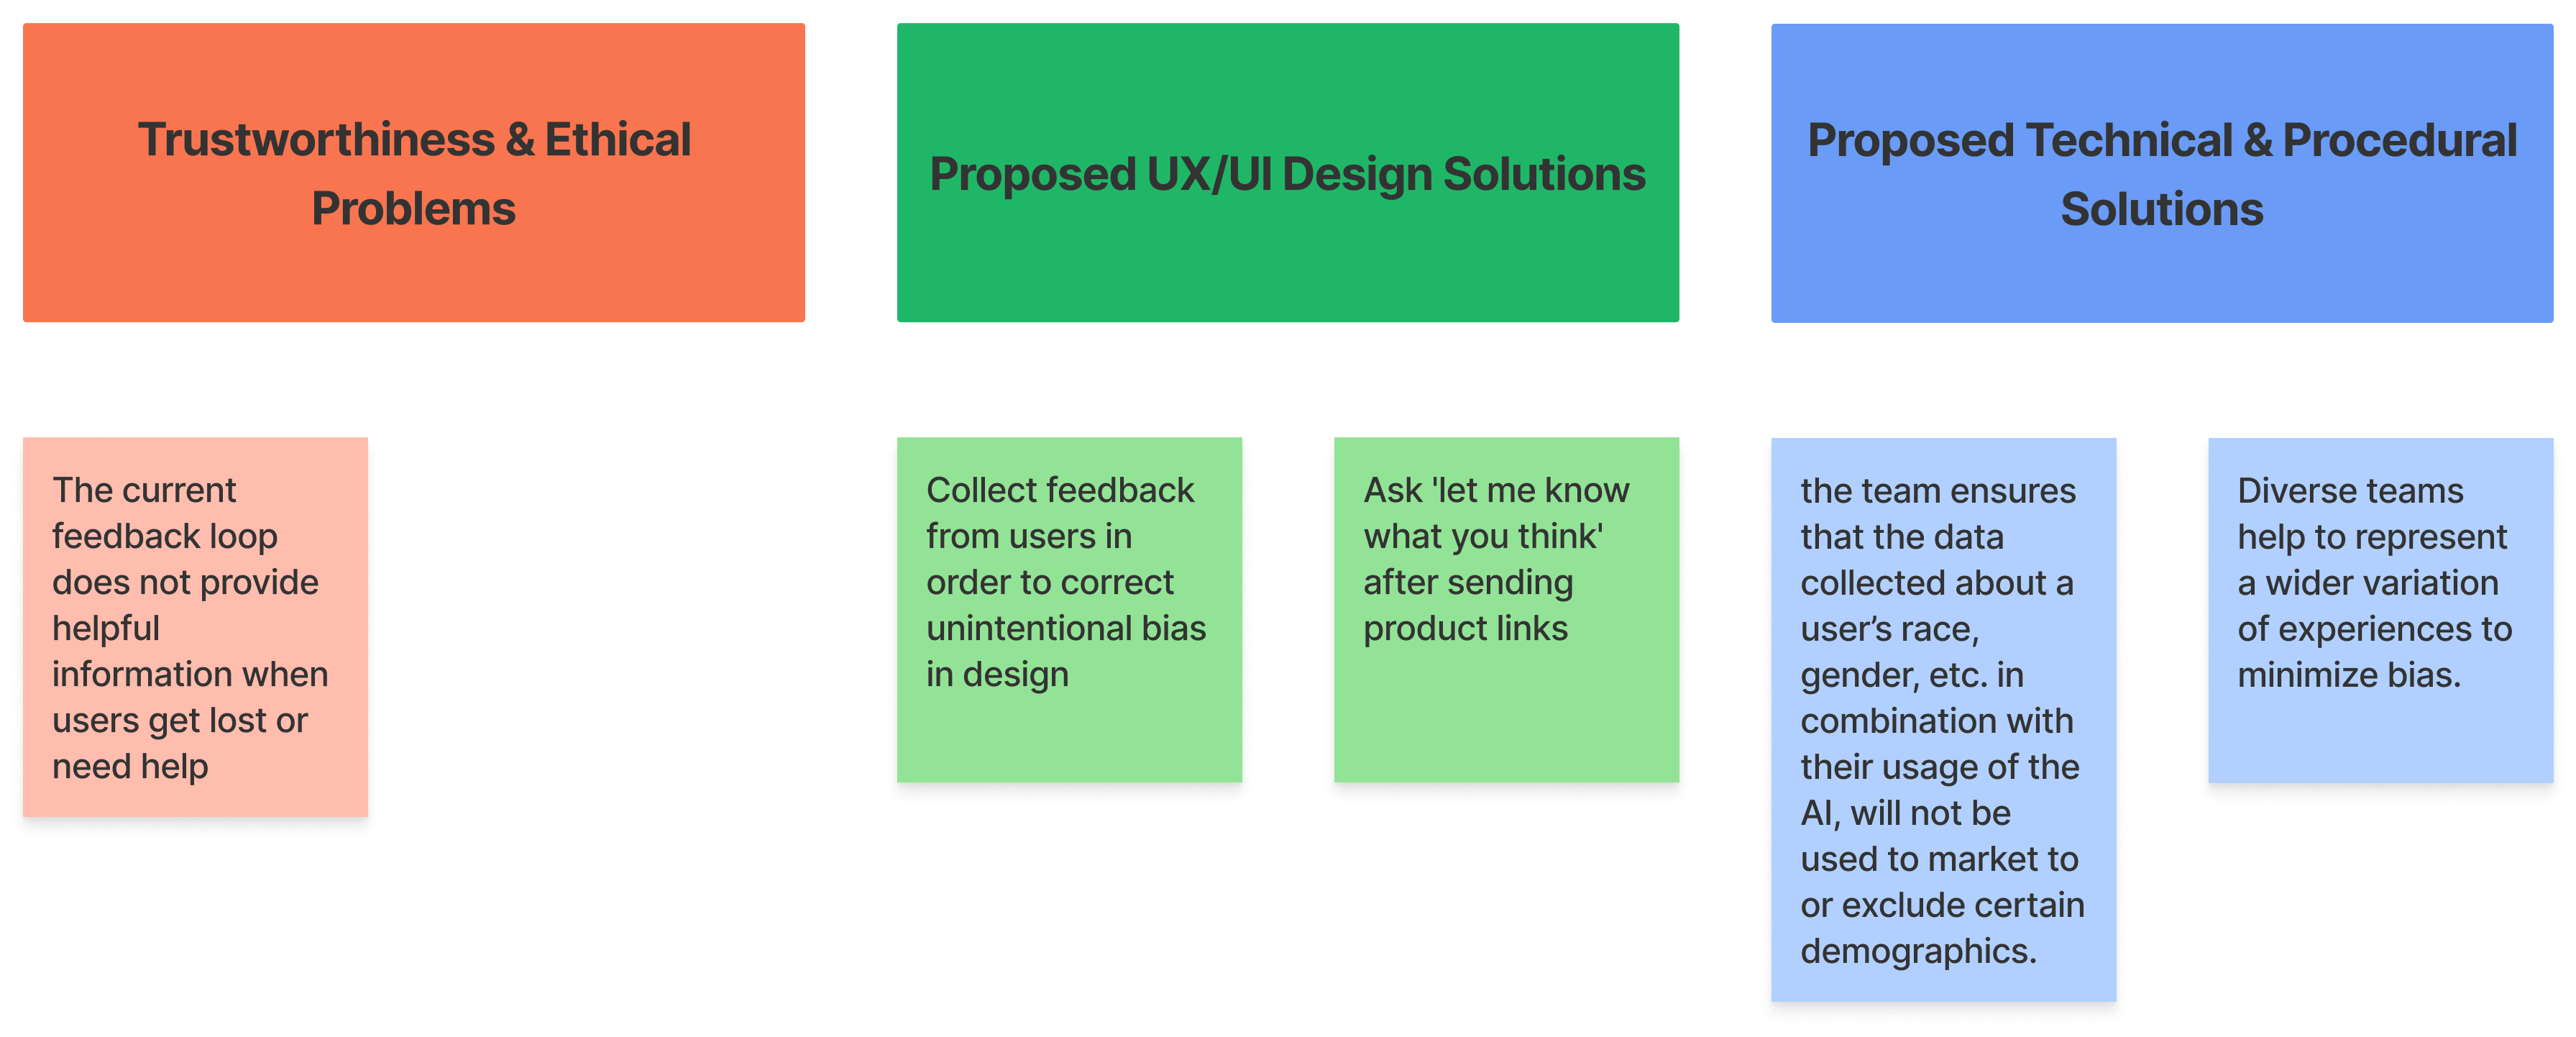 Trustworthiness & Ethical
Problems
Proposed UX/UI Design Solutions
Proposed Technical & Procedural
Solutions
The current
feedback loop
does not provide
helpful
information when
users get lost or
need help
Collect feedback
from users in
order to correct
unintentional bias
in design
Ask 'let me know
what you think'
after sending
product links
the team ensures
that the data
collected about a
user’s race,
gender, etc. in
combination with
their usage of the
AI, will not be
used to market to
or exclude certain
demographics.
Diverse teams
help to represent
a wider variation
of experiences to
minimize bias.